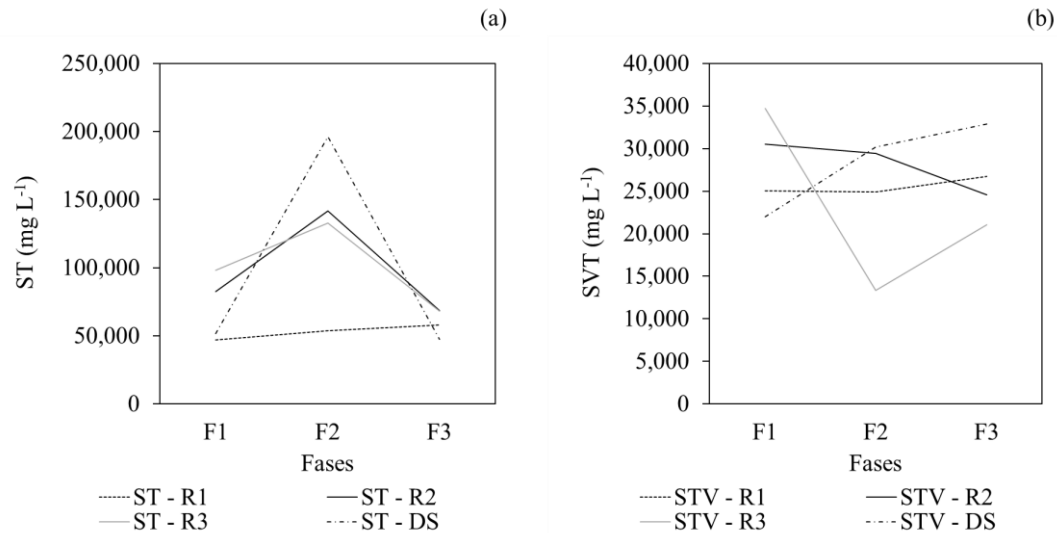 (a)
250,000
200,000
150,000
100,000
50,000
0
ST (mg L-1)
F1 F2 F3
Fases
ST - R1 ST - R2
ST - R3 ST - DS
(b)
40,000
35,000
30,000
25,000
20,000
15,000
10,000
5,000
0
SVT (mg L-1)
F1 F2 F3
Fases
STV - R1 STV - R2
STV - R3 STV - DS